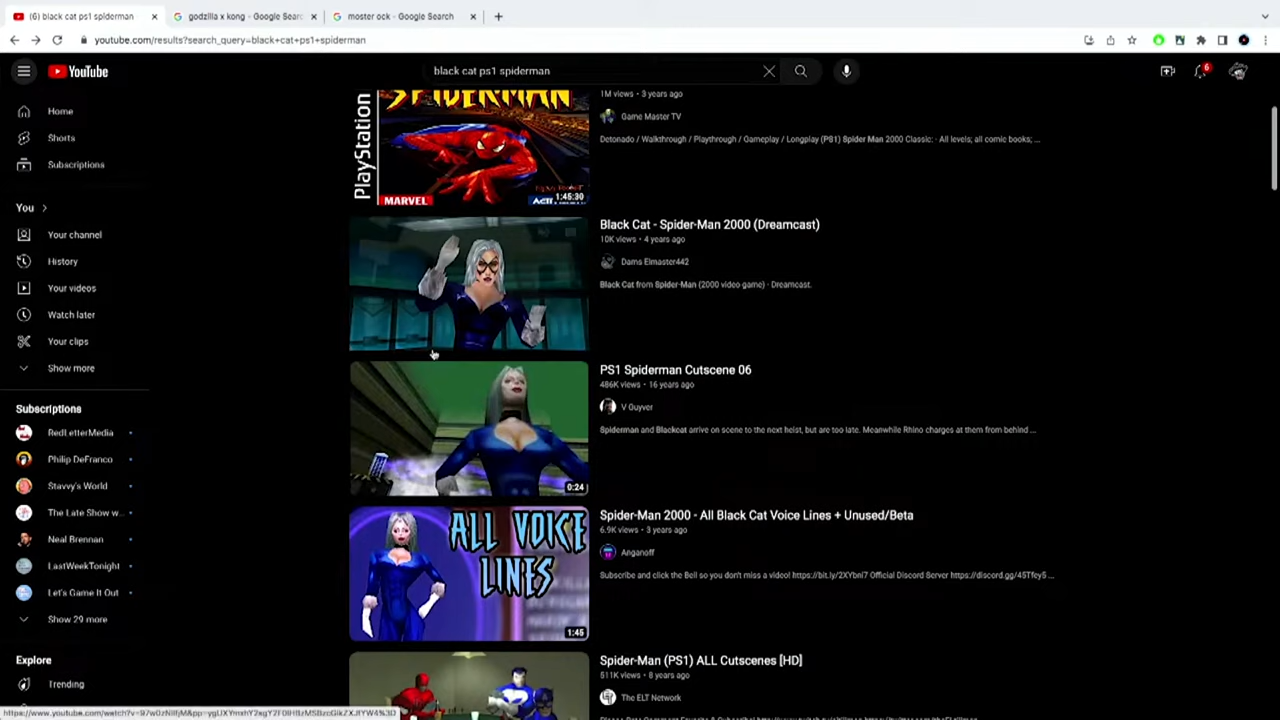 (6) black cat ps1 spiderman
godzilla x kong - Google Sear
moster ock - Google Search
youtube.com/results?search_query=black+cat+ps1+spiderman
YouTube
black cat ps1 spiderman
6
Home
Shorts
Subscriptions
You
Your channel
History
Your videos
Watch later
Your clips
Show more
Subscriptions
RedLetterMedia
Philip DeFranco
Stavvy's World
The Late Show w...
Neal Brennan
LastWeekTonight
Let's Game It Out
Show 29 more
Explore
Trending
PlayStation
SPIDERMAN
MARVEL
1:45:30
1M views • 3 years ago
Game Master TV
Detonado / Walkthrough / Playthrough / Gameplay / Longplay (PS1) Spider Man 2000 Classic: - All levels; all comic books; ...
Black Cat - Spider-Man 2000 (Dreamcast)
10K views • 4 years ago
Dams Elmaster442
Black Cat from Spider-Man (2000 video game) - Dreamcast.
0:24
PS1 Spiderman Cutscene 06
486K views • 16 years ago
V Guyver
Spiderman and Blackcat arrive on scene to the next heist, but are too late. Meanwhile Rhino charges at them from behind ...
ALL VOICE
LINES
1:45
Spider-Man 2000 - All Black Cat Voice Lines + Unused/Beta
6.9K views • 3 years ago
Anganoff
Subscribe and click the Bell so you don't miss a video! https://bit.ly/2XYbnI7 Official Discord Server https://discord.gg/45Tfey5 ...
Spider-Man (PS1) ALL Cutscenes [HD]
511K views • 8 years ago
The ELT Network